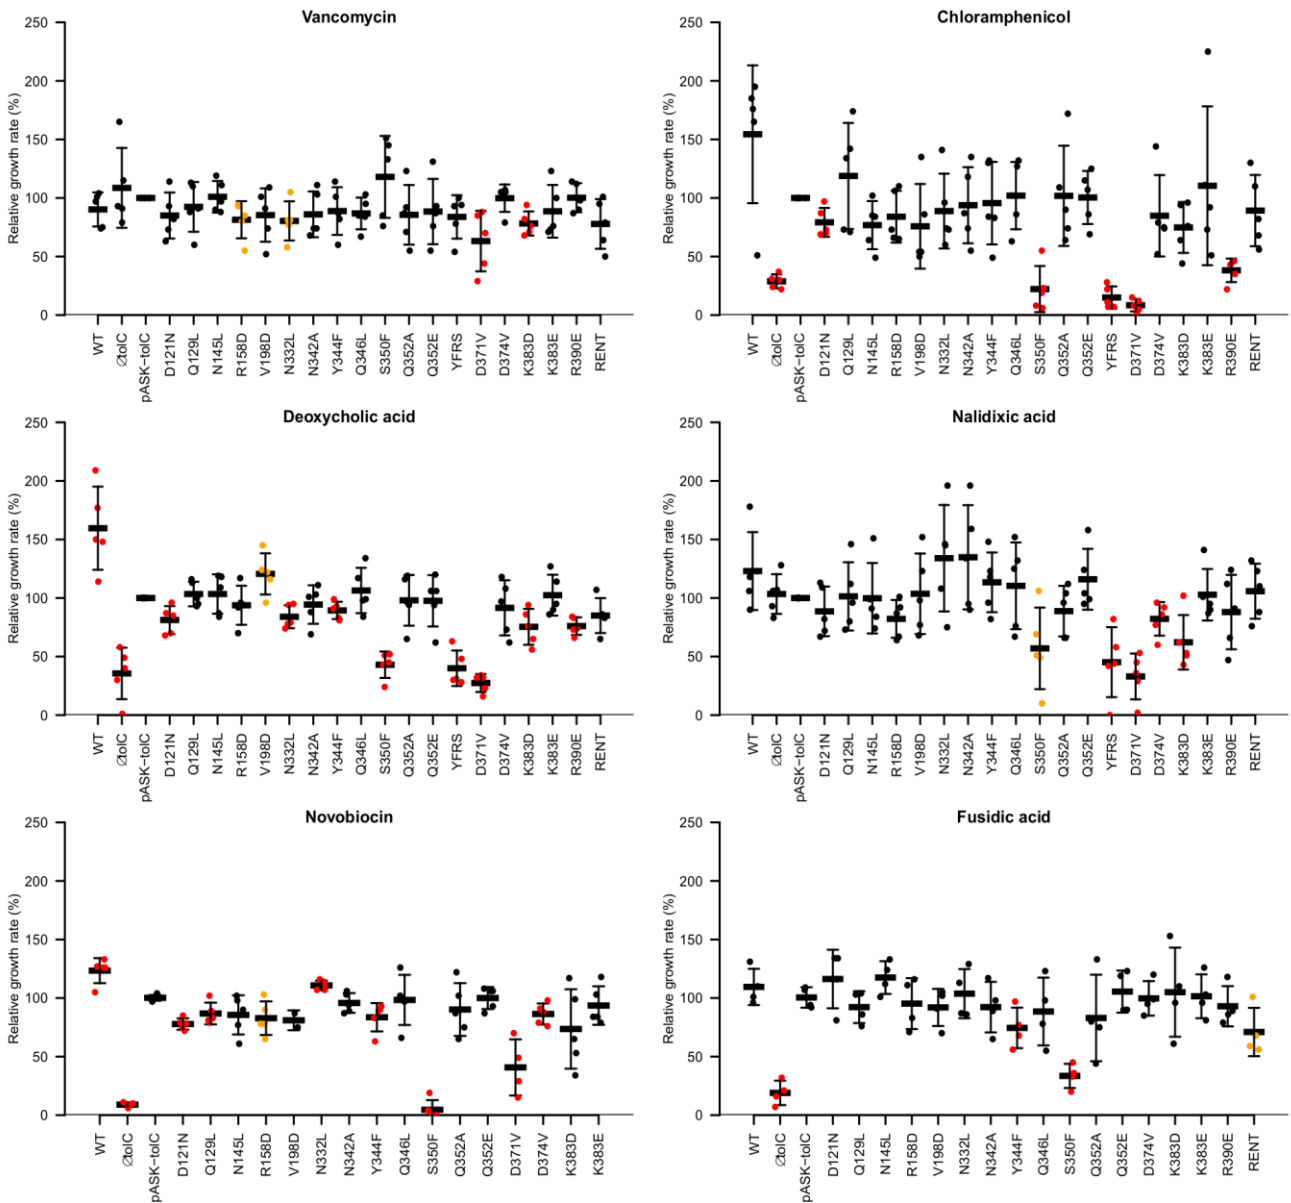 Vancomycin
Relative growth rate (%)
250
200
150
100
50
0
WT
∅tolC
pASK−tolC
D121N
Q129L
N145L
R158D
V198D
N332L
N342A
Y344F
Q346L
S350F
Q352A
Q352E
YFRS
D371V
D374V
K383D
K383E
R390E
RENT
Chloramphenicol
Relative growth rate (%)
250
200
150
100
50
0
WT
∅tolC
pASK−tolC
D121N
Q129L
N145L
R158D
V198D
N332L
N342A
Y344F
Q346L
S350F
Q352A
Q352E
YFRS
D371V
D374V
K383D
K383E
R390E
RENT
Deoxycholic acid
Relative growth rate (%)
250
200
150
100
50
0
WT
∅tolC
pASK−tolC
D121N
Q129L
N145L
R158D
V198D
N332L
N342A
Y344F
Q346L
S350F
Q352A
Q352E
YFRS
D371V
D374V
K383D
K383E
R390E
RENT
Nalidixic acid
Relative growth rate (%)
250
200
150
100
50
0
WT
∅tolC
pASK−tolC
D121N
Q129L
N145L
R158D
V198D
N332L
N342A
Y344F
Q346L
S350F
Q352A
Q352E
YFRS
D371V
D374V
K383D
K383E
R390E
RENT
Novobiocin
Relative growth rate (%)
250
200
150
100
50
0
WT
∅tolC
pASK−tolC
D121N
Q129L
N145L
R158D
V198D
N332L
N342A
Y344F
Q346L
S350F
Q352A
Q352E
D371V
D374V
K383D
K383E
Fusidic acid
Relative growth rate (%)
250
200
150
100
50
0
WT
∅tolC
pASK−tolC
D121N
Q129L
N145L
R158D
V198D
N332L
N342A
Y344F
Q346L
S350F
Q352A
Q352E
D374V
K383D
K383E
R390E
RENT